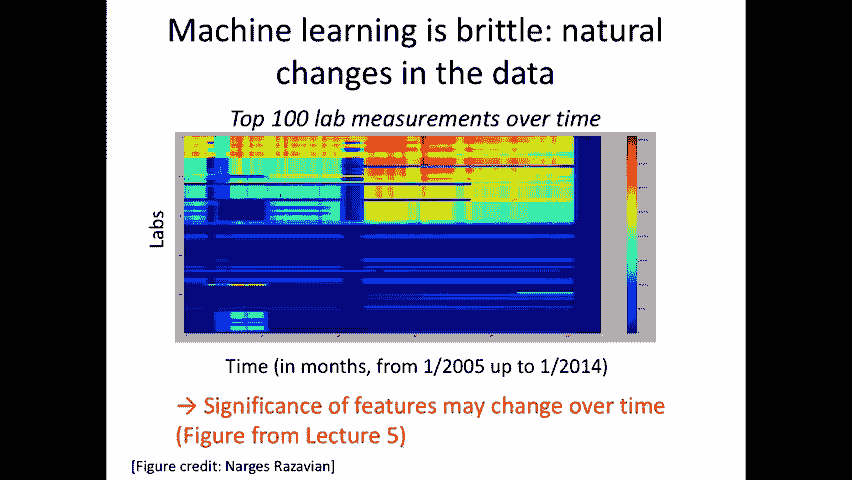 Machine learning is brittle: natural
changes in the data
Top 100 lab measurements over time
Labs
Time (in months, from 1/2005 up to 1/2014)
→ Significance of features may change over time
(Figure from Lecture 5)
[Figure credit: Narges Razavian]